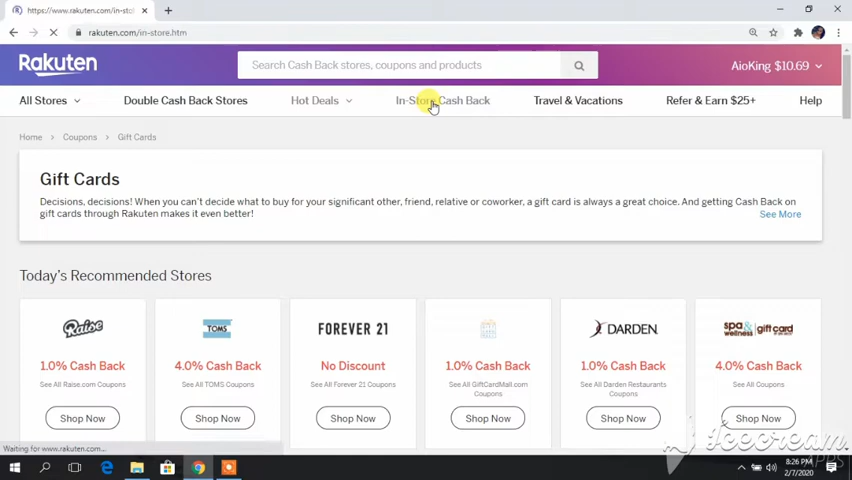 https://www.rakuten.com/in-sto
rakuten.com/in-store.htm
Rakuten
Search Cash Back stores, coupons and products
AioKing $10.69
All Stores
Double Cash Back Stores
Hot Deals
In-Store Cash Back
Travel & Vacations
Refer & Earn $25+
Help
Home > Coupons > Gift Cards
Gift Cards
Decisions, decisions! When you can't decide what to buy for your significant other, friend, relative or coworker, a gift card is always a great choice. And getting Cash Back on
gift cards through Rakuten makes it even better!
See More
Today's Recommended Stores
Raise
TOMS
FOREVER 21
DARDEN
spa & wellness gift card
1.0% Cash Back
4.0% Cash Back
No Discount
1.0% Cash Back
1.0% Cash Back
4.0% Cash Back
See All Raise.com Coupons
See All TOMS Coupons
See All Forever 21 Coupons
See All GiftCardMall.com
Coupons
See All Darden Restaurants
Coupons
See All Coupons
Shop Now
Shop Now
Shop Now
Shop Now
Shop Now
Shop Now
Waiting for www.rakuten.com...
Icecream
APPS
8:26 PM
2/7/2020